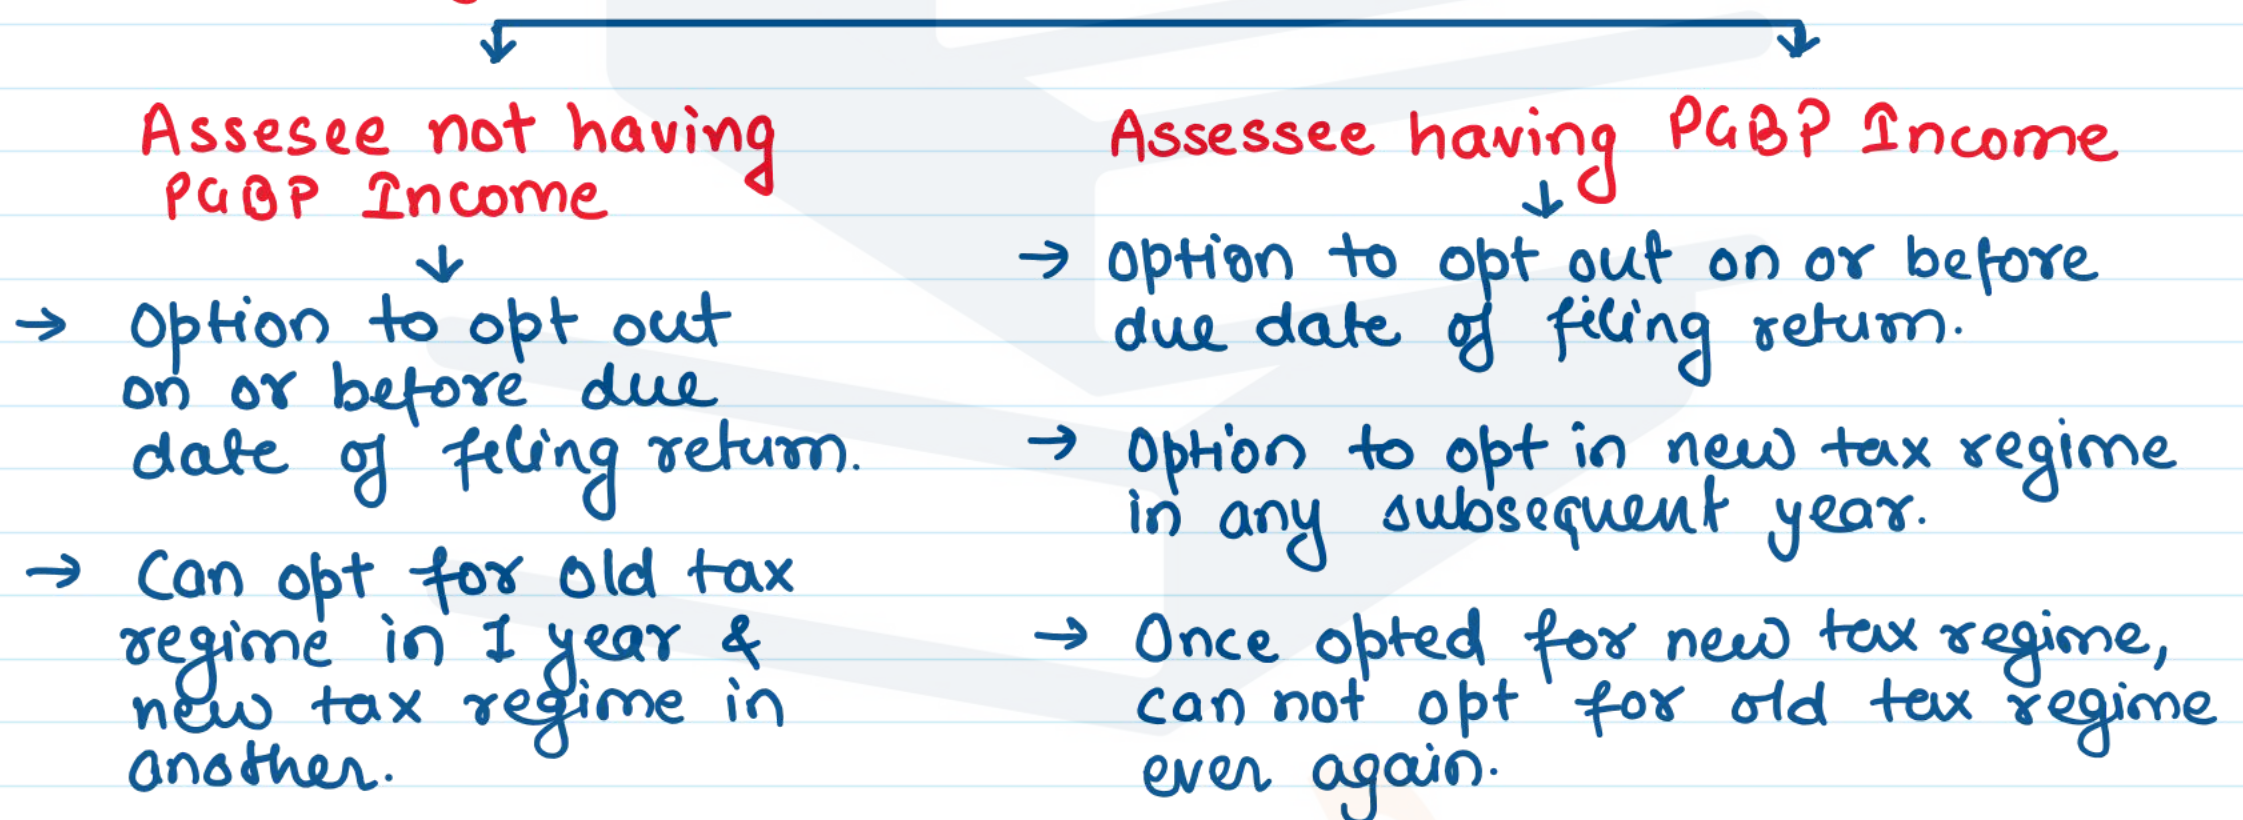 Assesee not having
PGBP Income
→ Option to opt out
on or before due
date of filing return.
→ Can opt for old tax
regime in 1 year &
new tax regime in
another.
Assessee having PGBP Income
→ Option to opt out on or before
due date of filing return.
→ Option to opt in new tax regime
in any subsequent year.
→ Once opted for new tax regime,
can not opt for old tax regime
ever again.